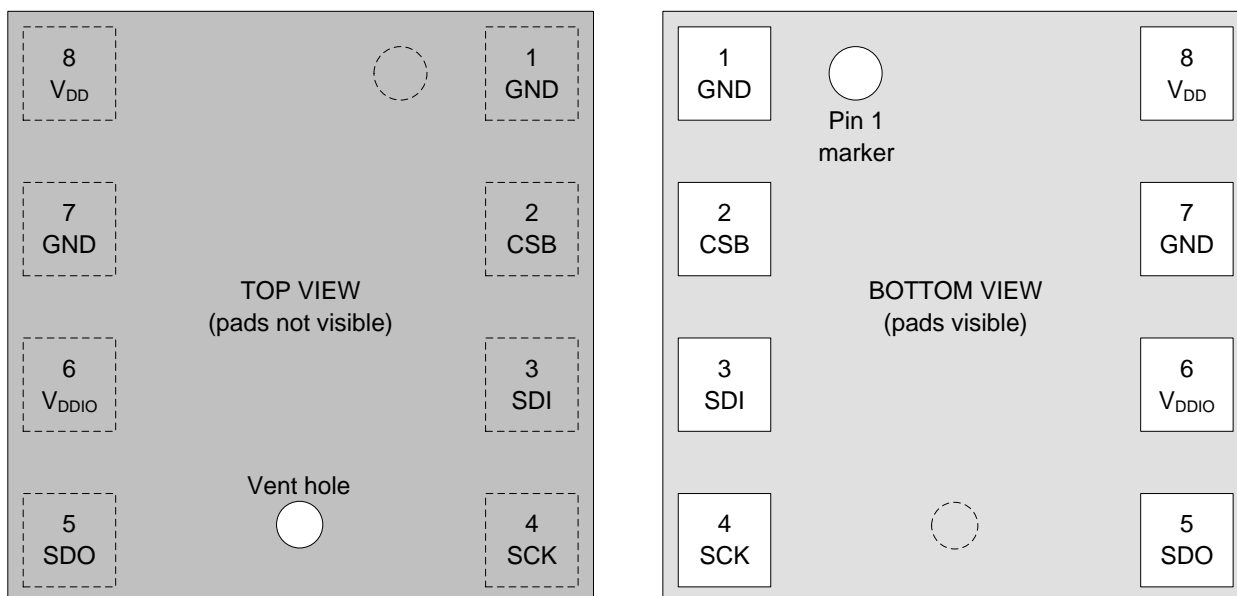 8
VDD
1
GND
7
GND
2
CSB
TOP VIEW
(pads not visible)
6
VDDIO
3
SDI
Vent hole
5
SDO
4
SCK
1
GND
Pin 1
marker
8
VDD
2
CSB
7
GND
BOTTOM VIEW
(pads visible)
3
SDI
6
VDDIO
4
SCK
5
SDO